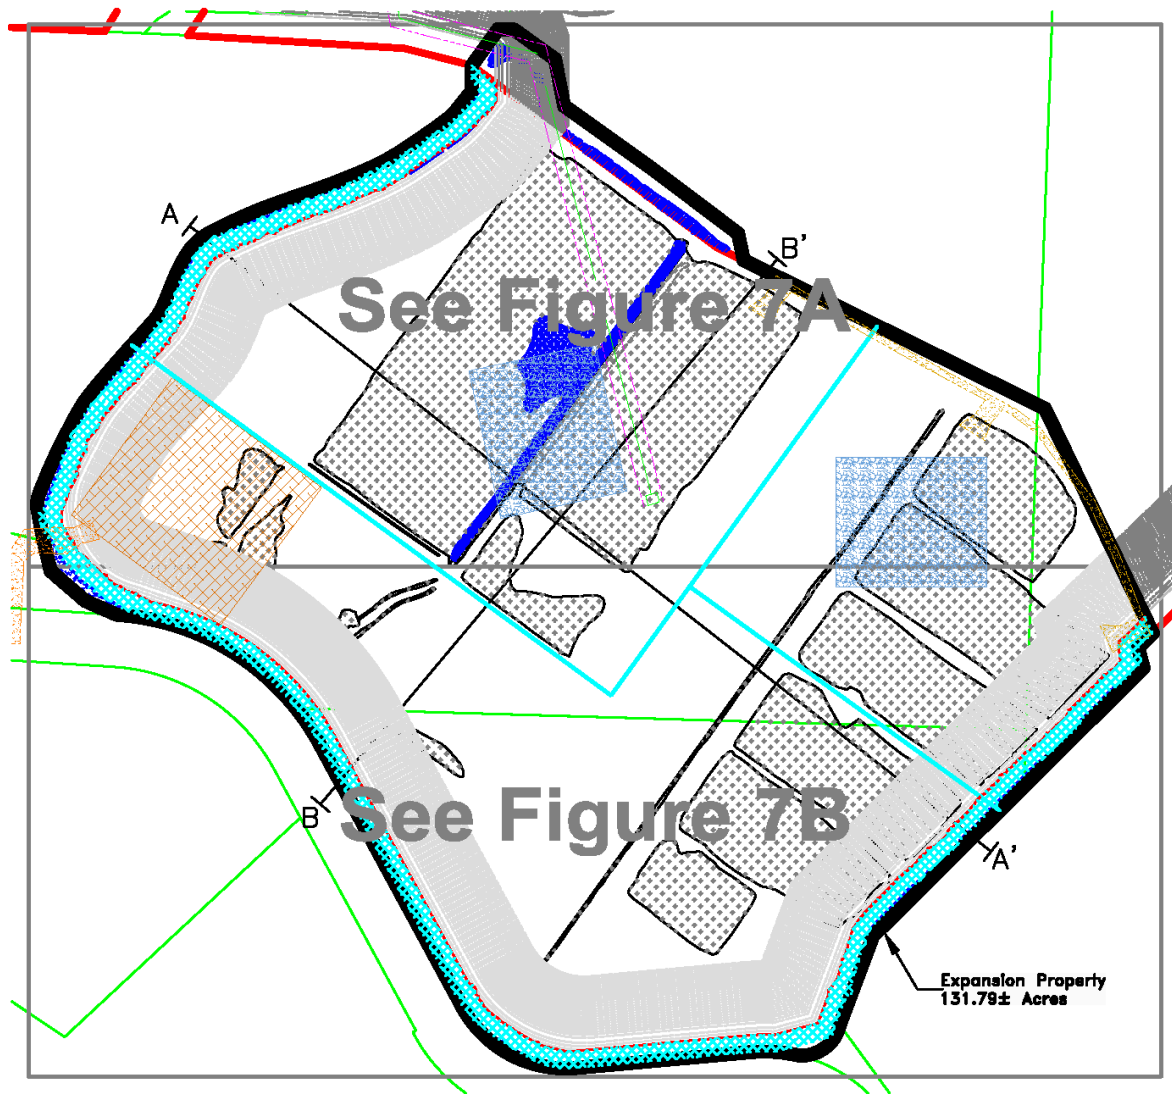 A
B'
See Figure 7A
B
See Figure 7B
A'
Expansion Property
131.79± Acres